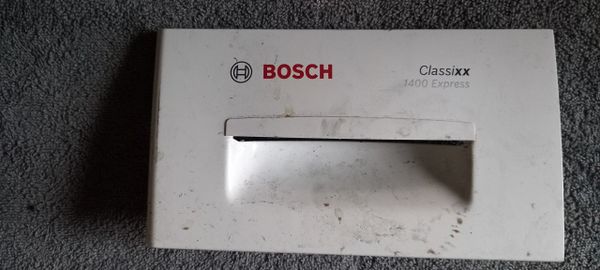 BOSCH
Classixx
1400 Express